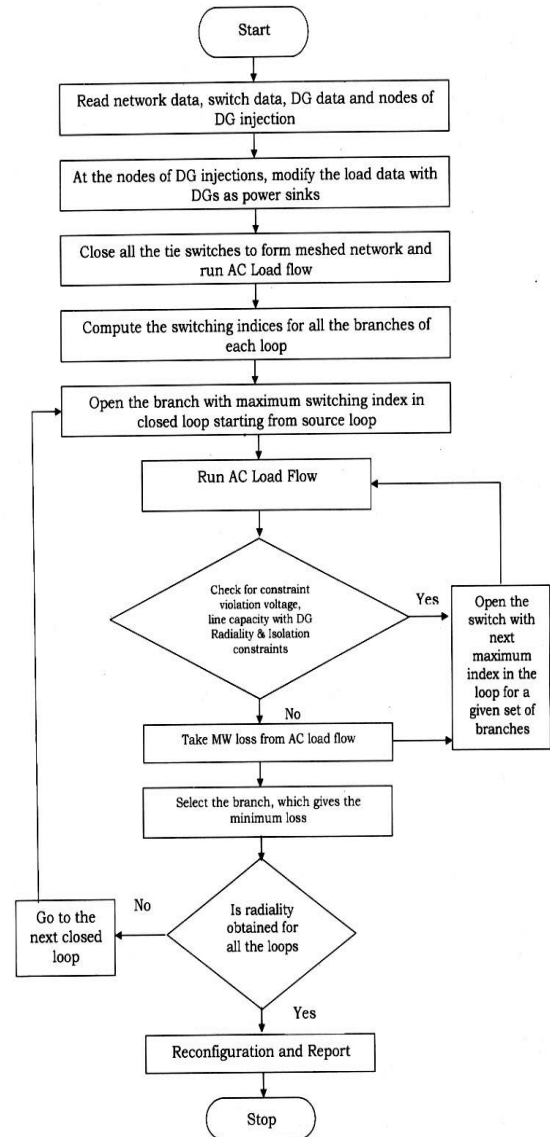 Start
Read network data, switch data, DG data and nodes of
DG injection
At the nodes of DG injections, modify the load data with
DGs as power sinks
Close all the tie switches to form meshed network and
run AC Load flow
Compute the switching indices for all the branches of
each loop
Open the branch with maximum switching index in
closed loop starting from source loop
Run AC Load Flow
Check for constraint
violation voltage,
line capacity with DG
Radiality & Isolation
constraints
Yes
Open the
switch with
next
maximum
index in the
loop for a
given set of
branches
No
Take MW loss from AC load flow
Select the branch, which gives the
minimum loss
Is radiality
obtained for
all the loops
No
Go to the
next closed
loop
Yes
Reconfiguration and Report
Stop